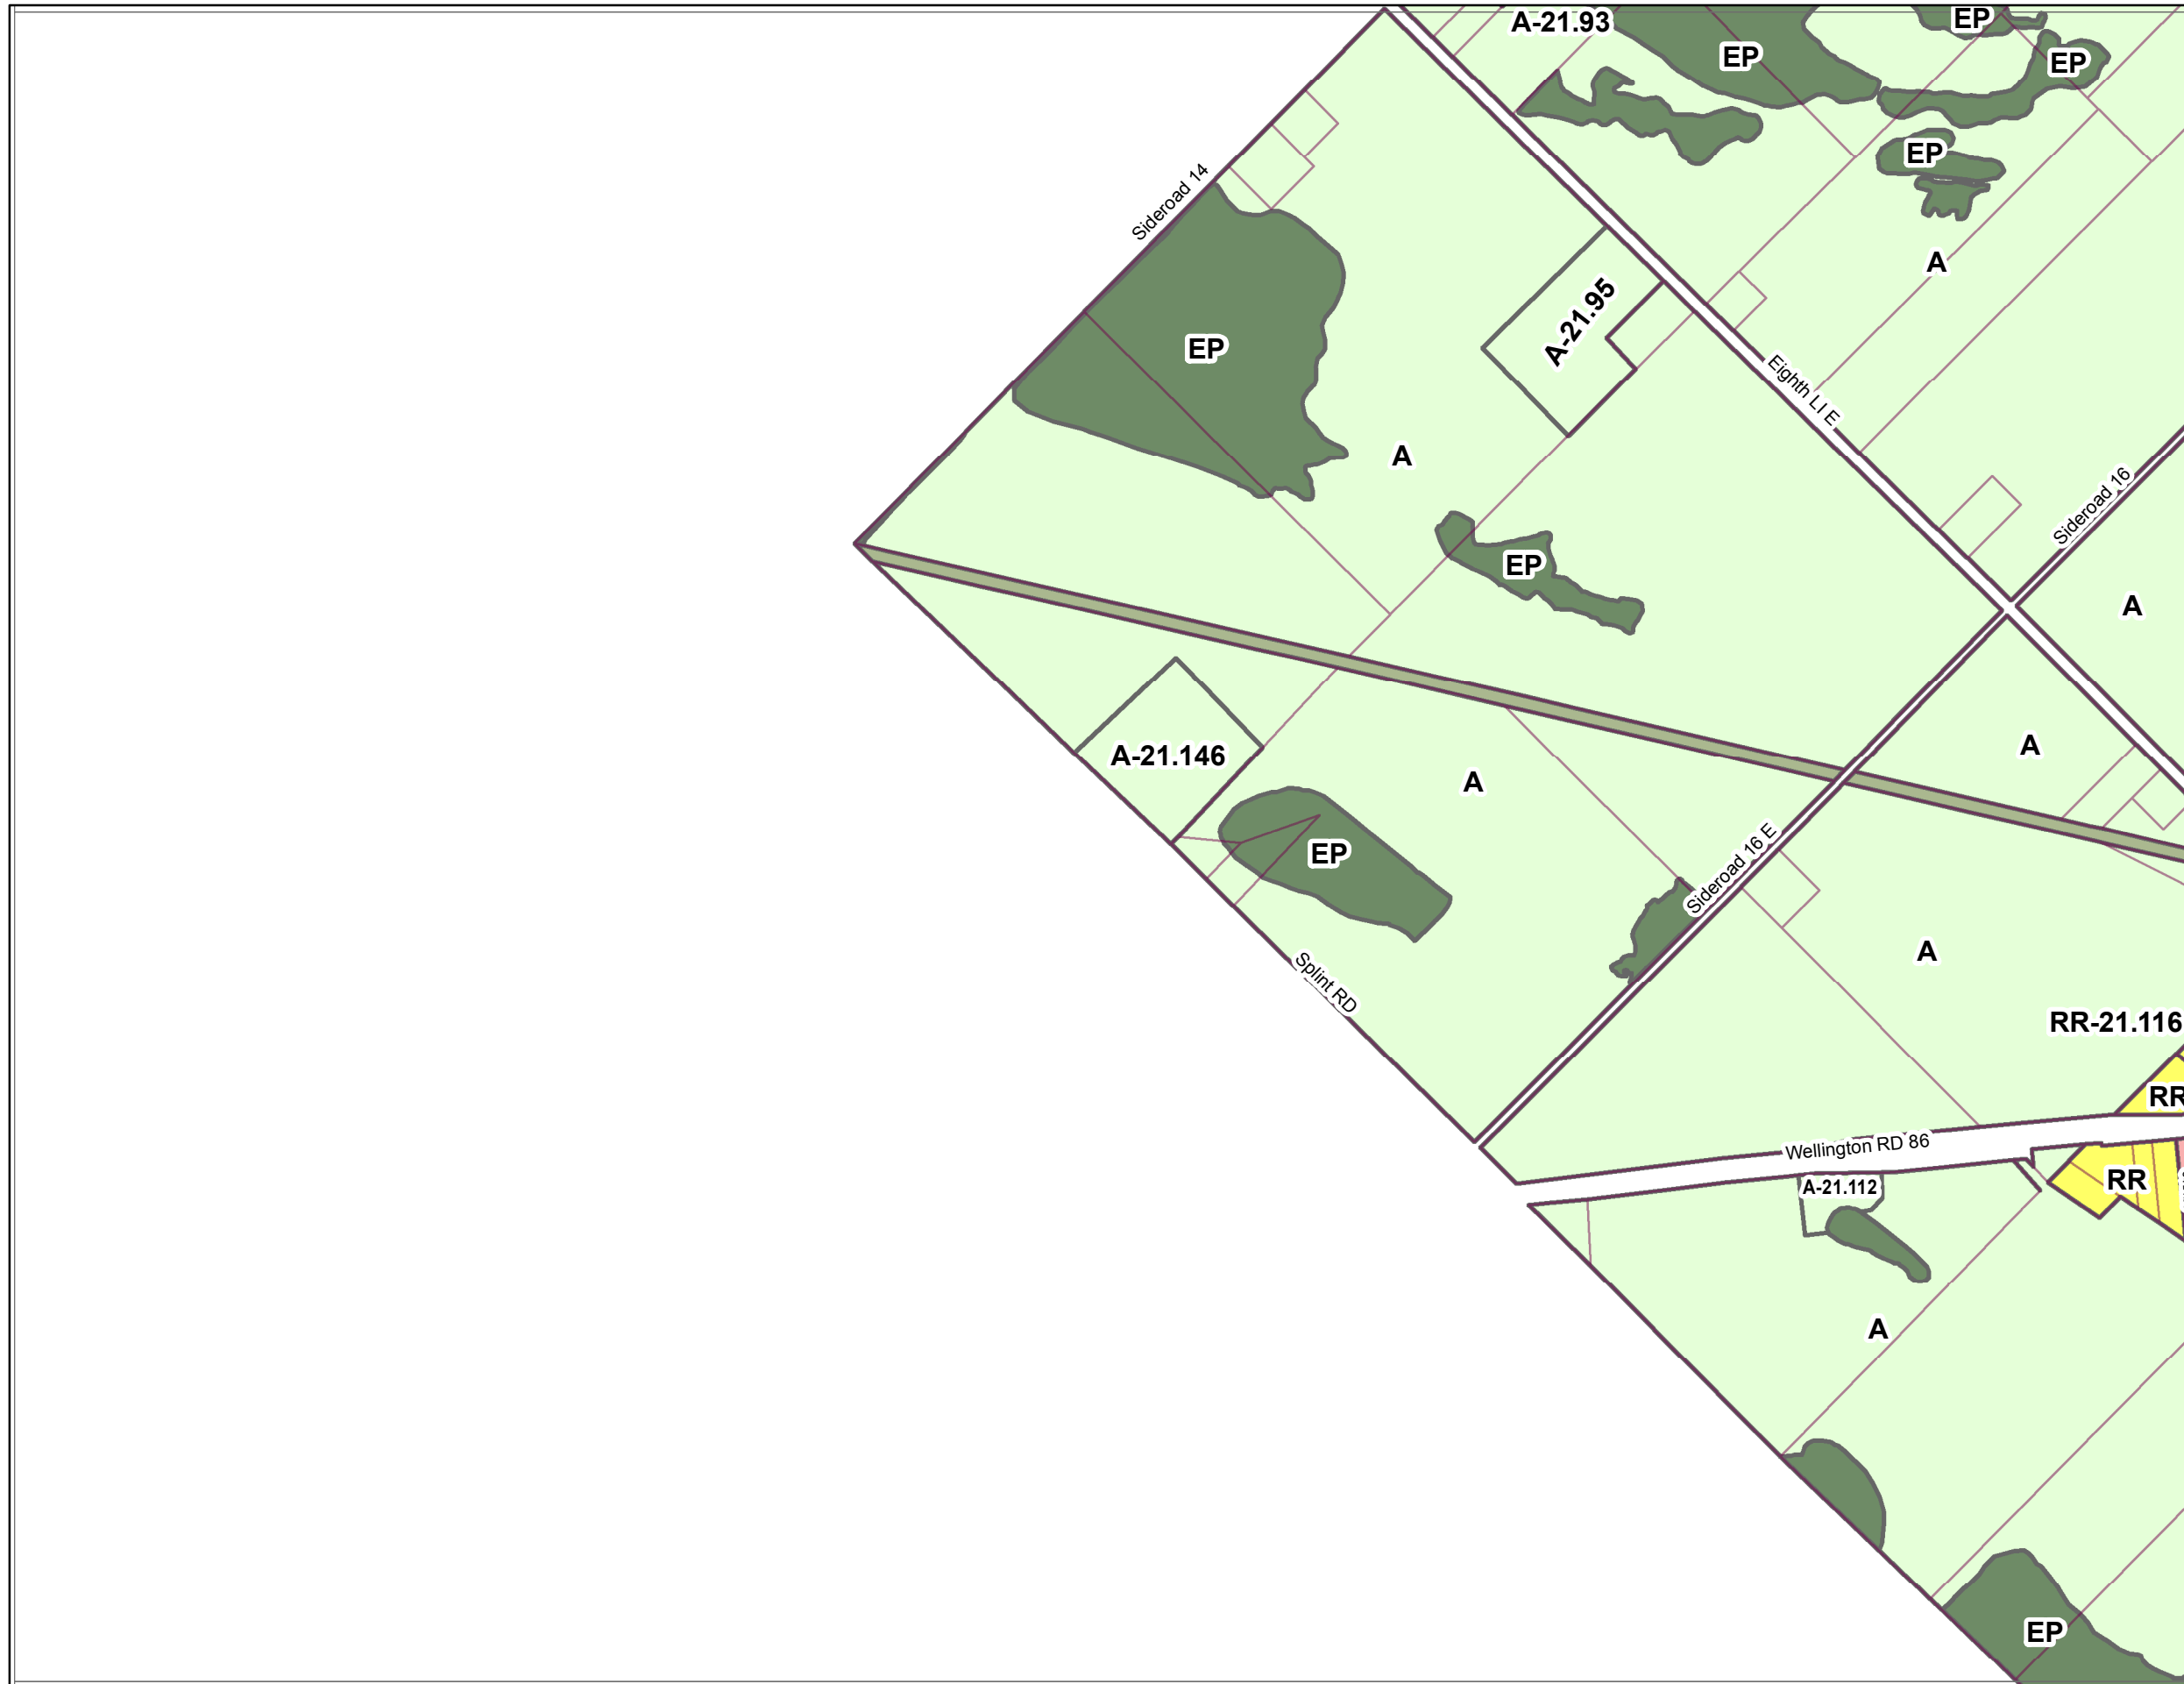 EP
A-21.93
EP
EP
EP
Sideroad 14
A
A-21.95
EP
Eighth LI E
A
Sideroad 16
EP
A
A
A-21.146
A
EP
Sideroad 16 E
A
Splint RD
RR-21.116
RR
Wellington RD 86
RR
A-21.112
A
EP